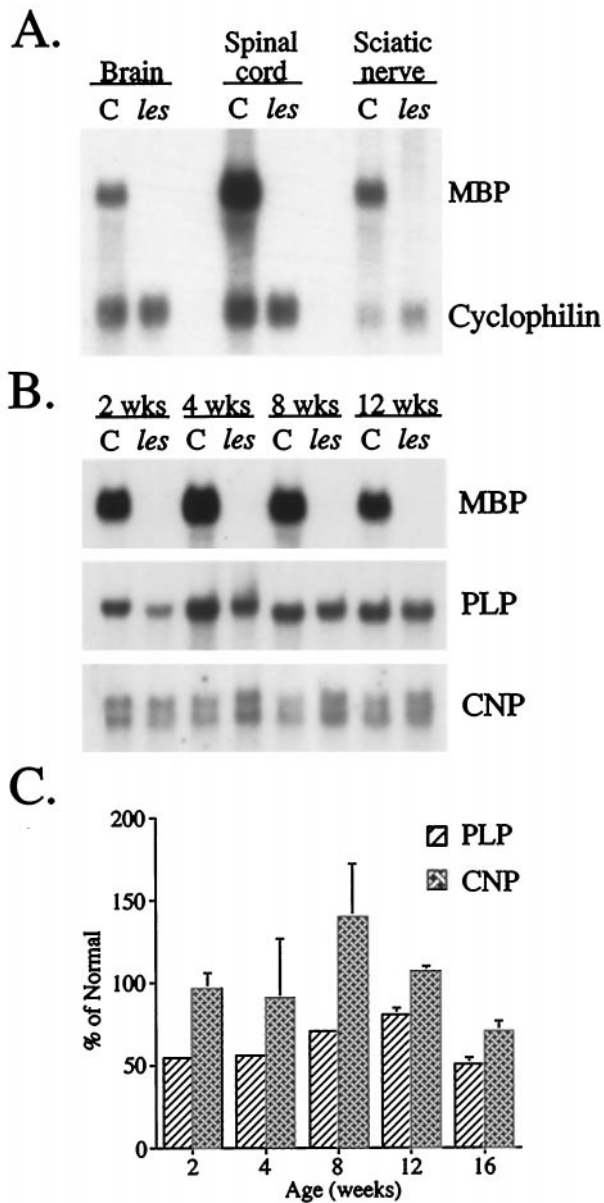 A.
Brain
Spinal cord
Sciatic nerve
C les C les C les
MBP
Cyclophilin
B.
2 wks 4 wks 8 wks 12 wks
C les C les C les C les
MBP
PLP
CNP
C.
200
150
100
50
0
% of Normal
PLP
CNP
2 4 8 12 16
Age (weeks)